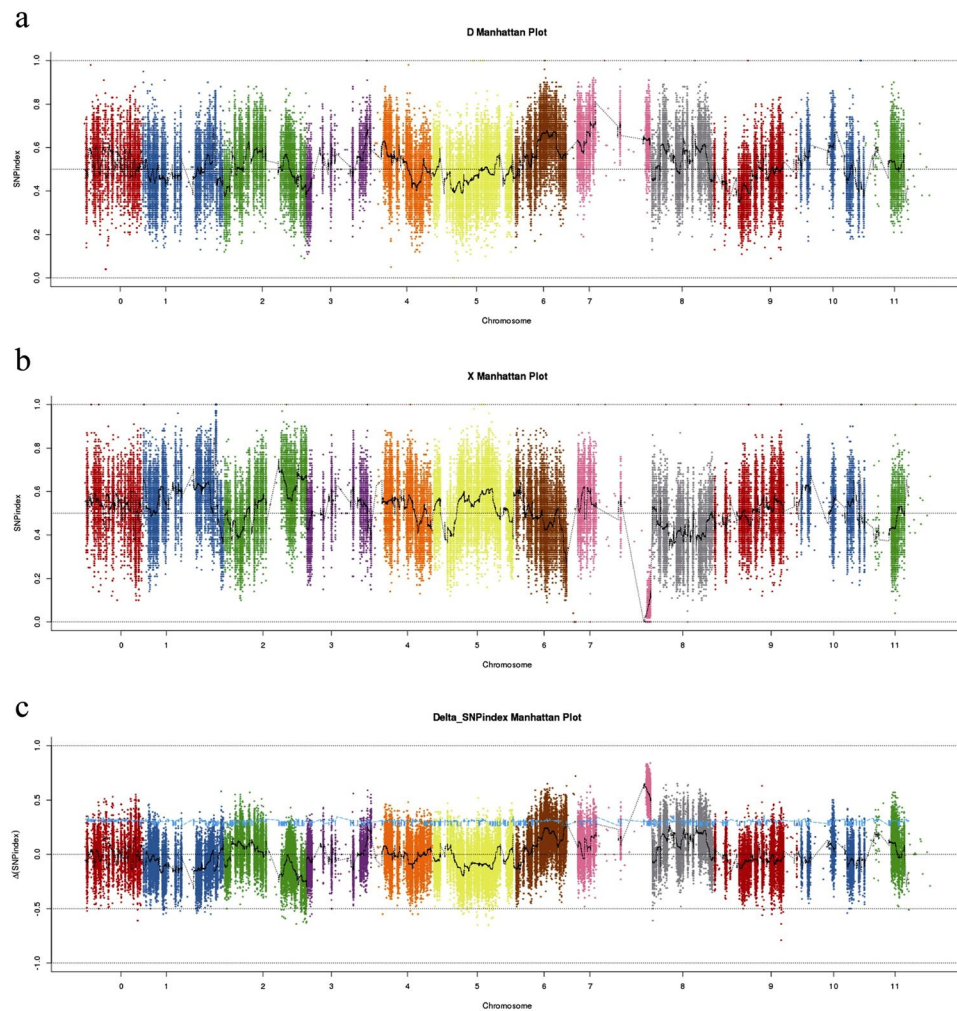 a
D Manhattan Plot
1.0
0.8
0.6
0.4
0.2
0.0
SNPindex
0 1 2 3 4 5 6 7 8 9 10 11
Chromosome
b
X Manhattan Plot
1.0
0.8
0.6
0.4
0.2
0.0
SNPindex
0 1 2 3 4 5 6 7 8 9 10 11
Chromosome
c
Delta_SNPindex Manhattan Plot
1.0
0.5
0.0
-0.5
-1.0
Δ(SNPindex)
0 1 2 3 4 5 6 7 8 9 10 11
Chromosome